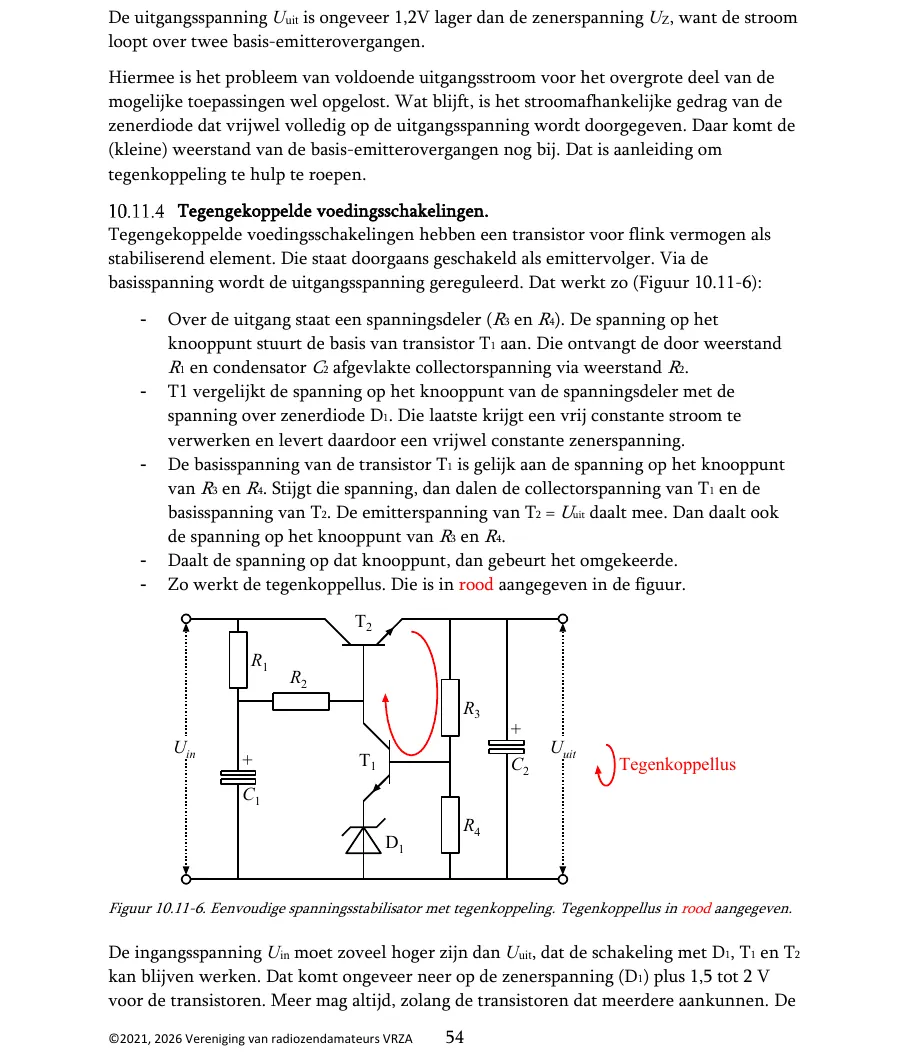 De uitgangsspanning Uuit is ongeveer 1,2V lager dan de zenerspanning UZ, want de stroom
loopt over twee basis-emitterovergangen.
Hiermee is het probleem van voldoende uitgangsstroom voor het overgrote deel van de
mogelijke toepassingen wel opgelost. Wat blijft, is het stroomafhankelijke gedrag van de
zenerdiode dat vrijwel volledig op de uitgangsspanning wordt doorgegeven. Daar komt de
(kleine) weerstand van de basis-emitterovergangen nog bij. Dat is aanleiding om
tegenkoppeling te hulp te roepen.
10.11.4 Tegengekoppelde voedingsschakelingen.
Tegengekoppelde voedingsschakelingen hebben een transistor voor flink vermogen als
stabiliserend element. Die staat doorgaans geschakeld als emittervolger. Via de
basisspanning wordt de uitgangsspanning gereguleerd. Dat werkt zo (Figuur 10.11-6):
- Over de uitgang staat een spanningsdeler (R3 en R4). De spanning op het
knooppunt stuurt de basis van transistor T1 aan. Die ontvangt de door weerstand
R1 en condensator C2 afgevlakte collectorspanning via weerstand R2.
- T1 vergelijkt de spanning op het knooppunt van de spanningsdeler met de
spanning over zenerdiode D1. Die laatste krijgt een vrij constante stroom te
verwerken en levert daardoor een vrijwel constante zenerspanning.
- De basisspanning van de transistor T1 is gelijk aan de spanning op het knooppunt
van R3 en R4. Stijgt die spanning, dan dalen de collectorspanning van T1 en de
basisspanning van T2. De emitterspanning van T2 = Uuit daalt mee. Dan daalt ook
de spanning op het knooppunt van R3 en R4.
- Daalt de spanning op dat knooppunt, dan gebeurt het omgekeerde.
- Zo werkt de tegenkoppellus. Die is in rood aangegeven in de figuur.
T2
R1
R2
R3
Uin
+
T1
+
C2
Uuit
Tegenkoppellus
C1
R4
D1
Figuur 10.11-6. Eenvoudige spanningsstabilisator met tegenkoppeling. Tegenkoppellus in rood aangegeven.
De ingangsspanning Uin moet zoveel hoger zijn dan Uuit, dat de schakeling met D1, T1 en T2
kan blijven werken. Dat komt ongeveer neer op de zenerspanning (D1) plus 1,5 tot 2 V
voor de transistoren. Meer mag altijd, zolang de transistoren dat meerdere aankunnen. De
©2021, 2026 Vereniging van radiozendamateurs VRZA 54